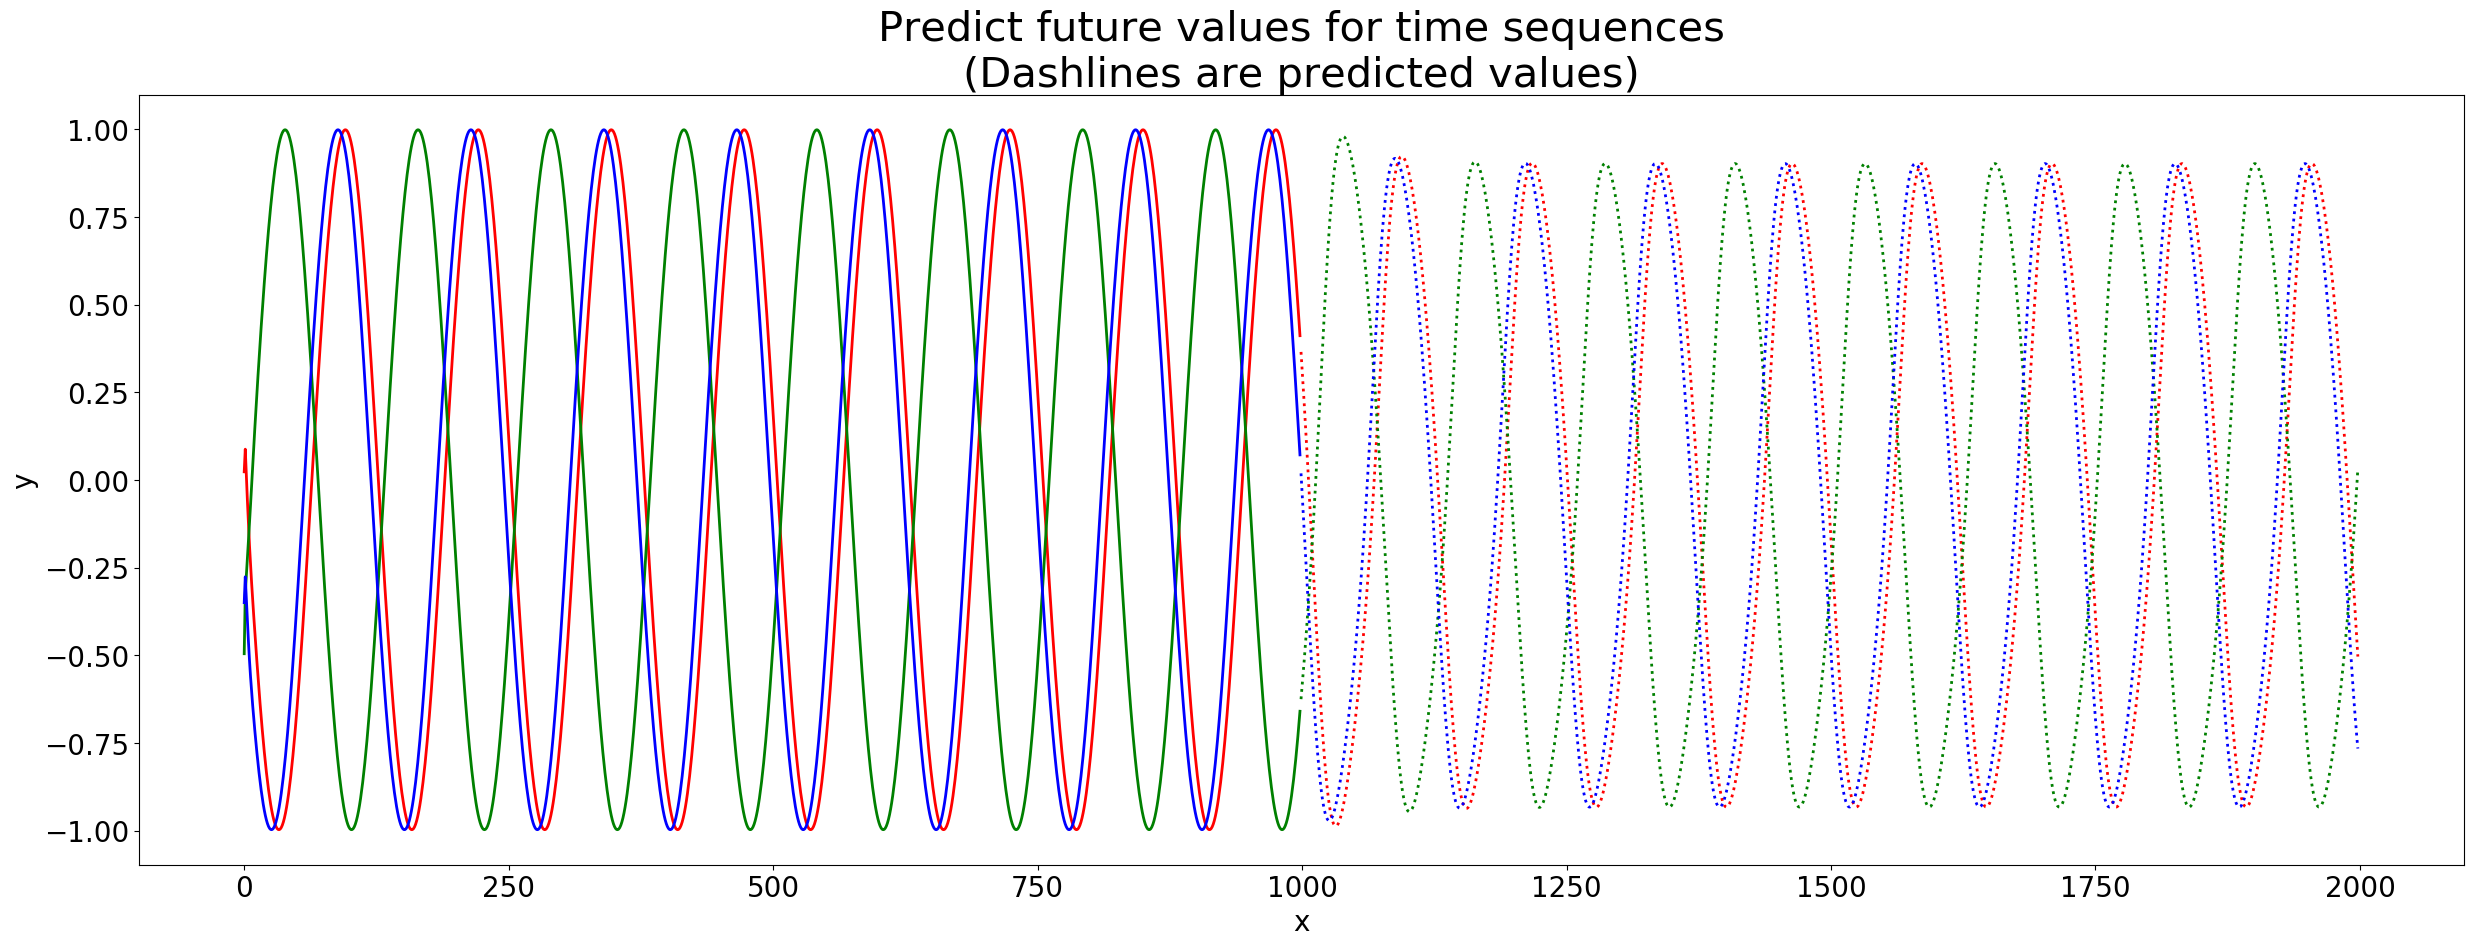 Predict future values for time sequences
(Dashlines are predicted values)
1.00
0.75
0.50
0.25
0.00
−0.25
−0.50
−0.75
−1.00
y
0 250 500 750 1000 1250 1500 1750 2000
x